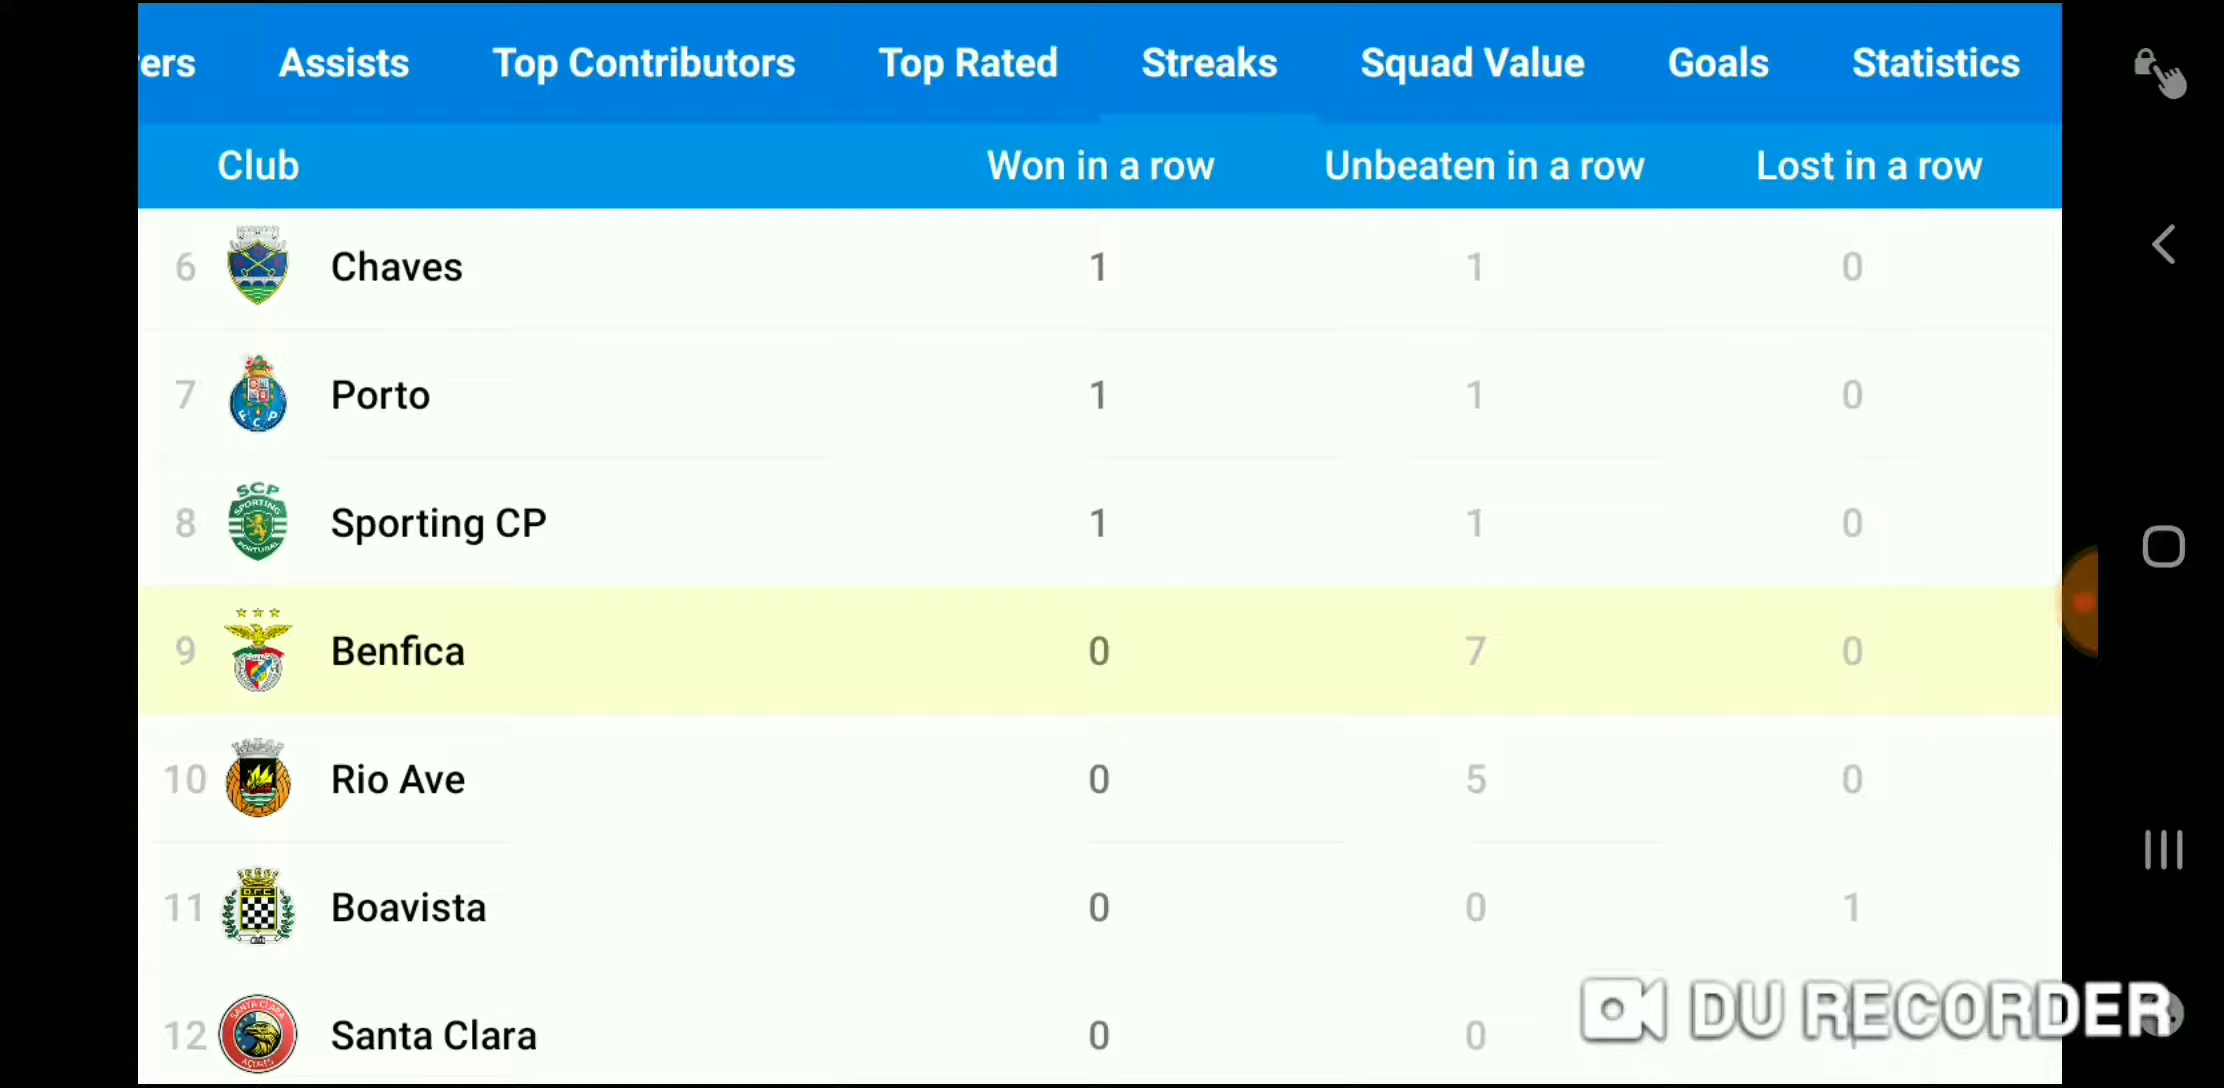 ers Assists Top Contributors Top Rated Streaks Squad Value Goals Statistics
Club Won in a row Unbeaten in a row Lost in a row
6 Chaves 1 1 0
7 Porto 1 1 0
8 Sporting CP 1 1 0
9 Benfica 0 7 0
10 Rio Ave 0 5 0
11 Boavista 0 0 1
12 Santa Clara 0 0
DU RECORDER